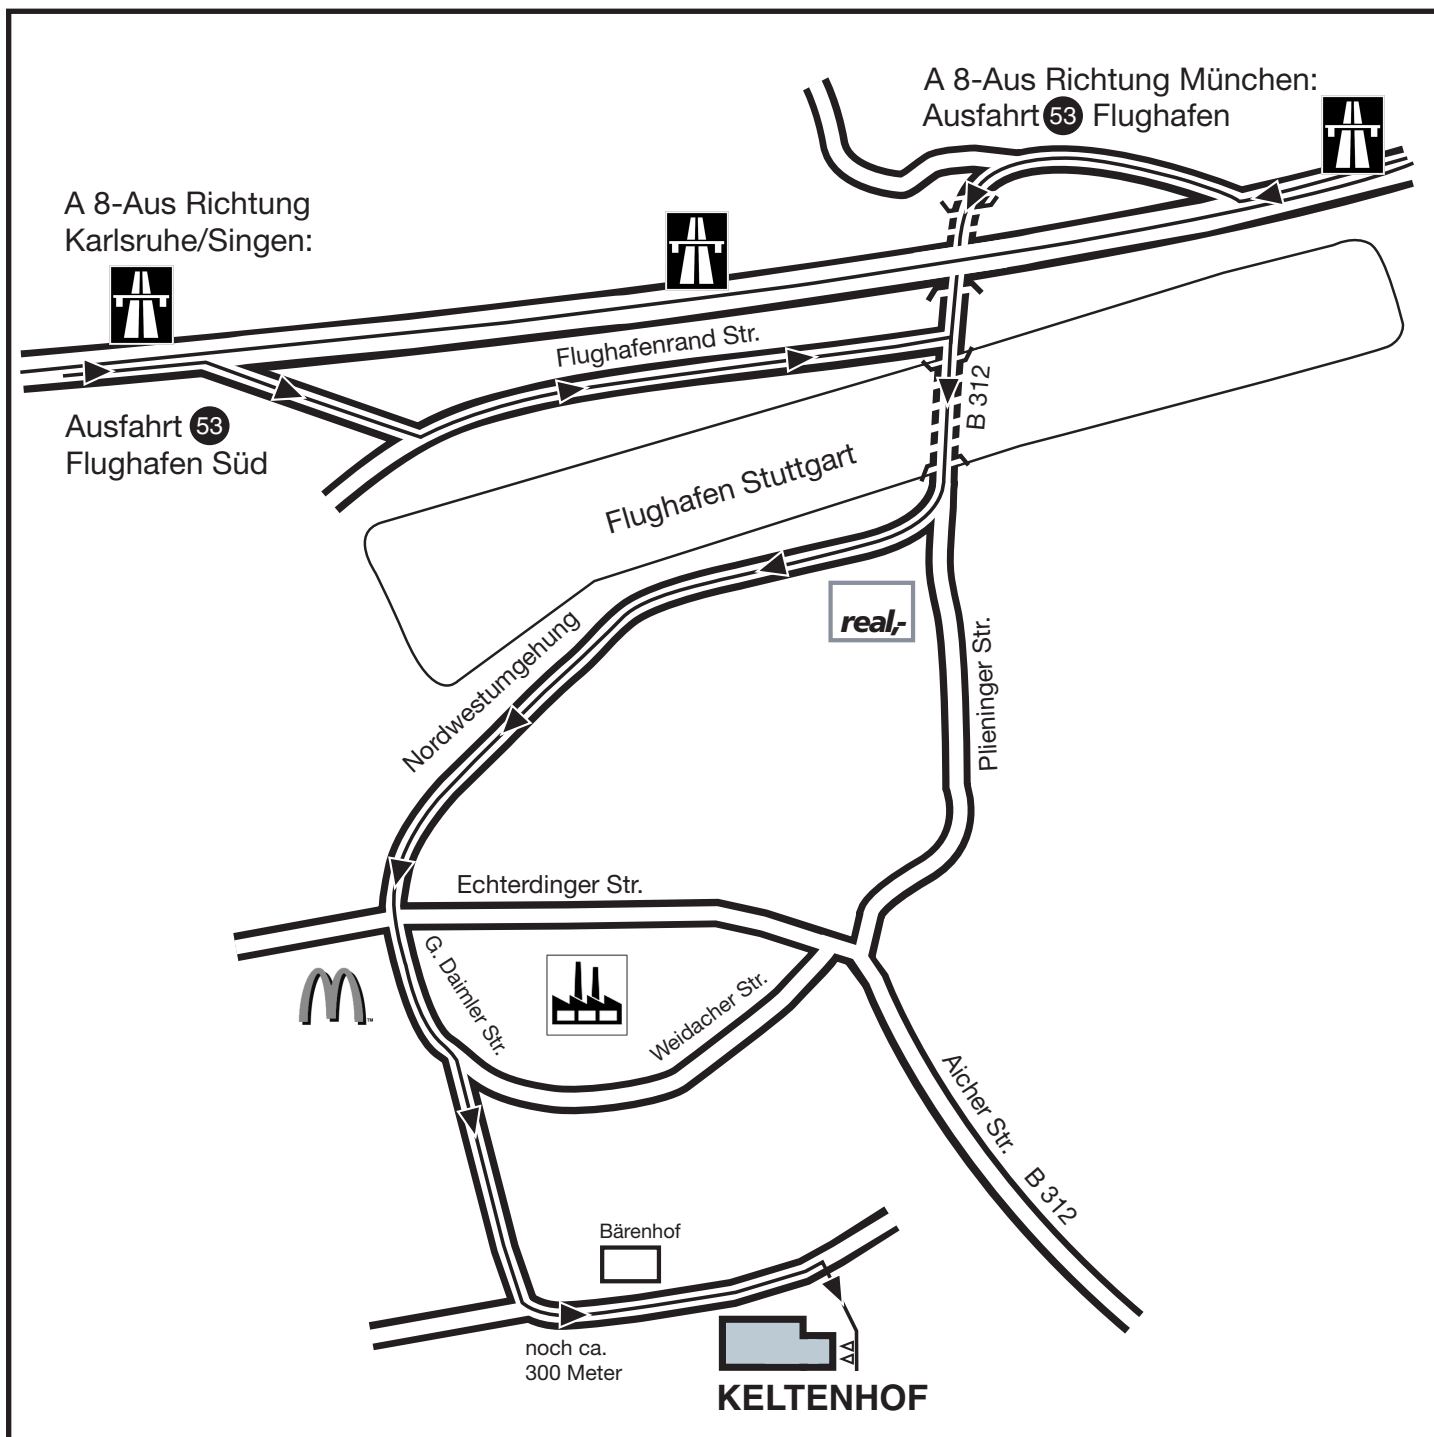 A 8-Aus Richtung München:
Ausfahrt 53 Flughafen
A 8-Aus Richtung
Karlsruhe/Singen:
Flughafenrand Str.
B 312
Ausfahrt 53
Flughafen Süd
Flughafen Stuttgart
real,-
Nordwestumgehung
Plieninger Str.
Echterdinger Str.
G. Daimler Str.
Weidacher Str.
TM
Aicher Str. B 312
Bärenhof
noch ca.
300 Meter
KELTENHOF